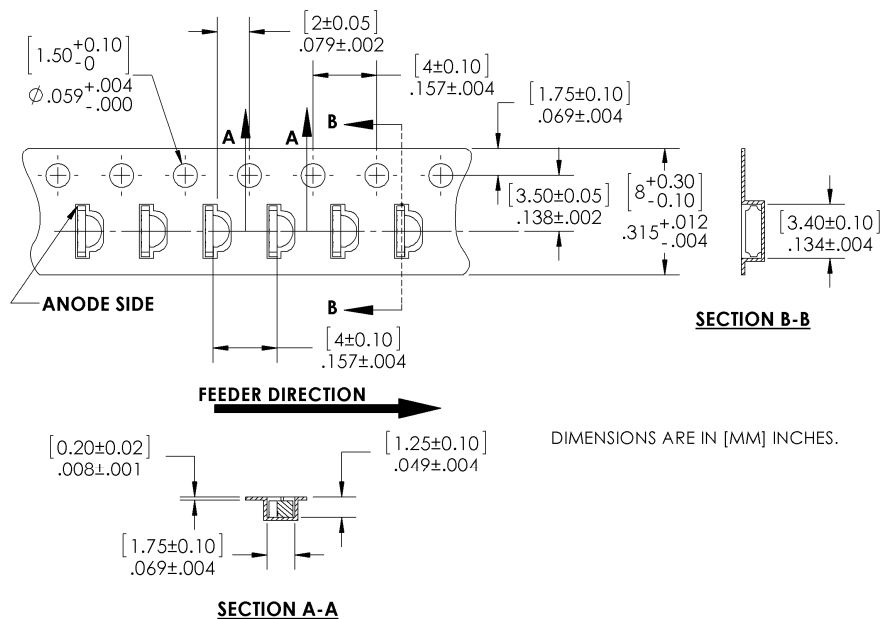 [1.50+0.10-0]
Ø.059+.004-.000
[2±0.05]
.079±.002
[4±0.10]
.157±.004
[1.75±0.10]
.069±.004
A
A
B
[3.50±0.05]
.138±.002
[8+0.30-0.10]
.315+.012-.004
[3.40±0.10]
.134±.004
ANODE SIDE
B
SECTION B-B
[4±0.10]
.157±.004
FEEDER DIRECTION
DIMENSIONS ARE IN [MM] INCHES.
[0.20±0.02]
.008±.001
[1.25±0.10]
.049±.004
[1.75±0.10]
.069±.004
SECTION A-A